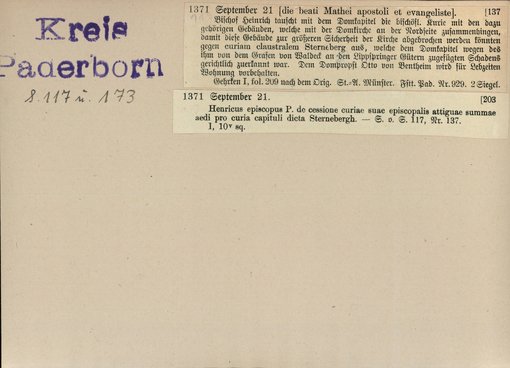 Kreis
Paderborn
S. 117 u. 173
1371 September 21 [die beati Mathei apostoli et evangeliste]. [137
Bischof Heinrich tauscht mit dem Domkapitel die bischöfl. Kurie mit den dazu
gehörigen Gebäuden, welche mit der Domkirche an der Nordseite zusammenhingen,
damit diese Gebäude zur größeren Sicherheit der Kirche abgebrochen werden könnten
gegen curiam claustralem Sterneberg aus, welche dem Domkapitel wegen des
ihm von dem Grafen von Waldeck an den Lippspringer Gütern zugefügten Schadens
gerichtlich zuerkannt war. Dem Dompropst Otto von Bentheim wird für Lebzeiten
Wohnung vorbehalten.
Gehrken I, fol. 209 nach dem Orig. St.-A. Münster. Fstt. Pad. Nr. 929. 2 Siegel.
1371 September 21. [203
Henricus episcopus P. de cessione curiae suae episcopalis attiguae summae
aedi pro curia capituli dicta Sternebergh. — S. o. S. 117, Nr. 137.
I, 10v sq.